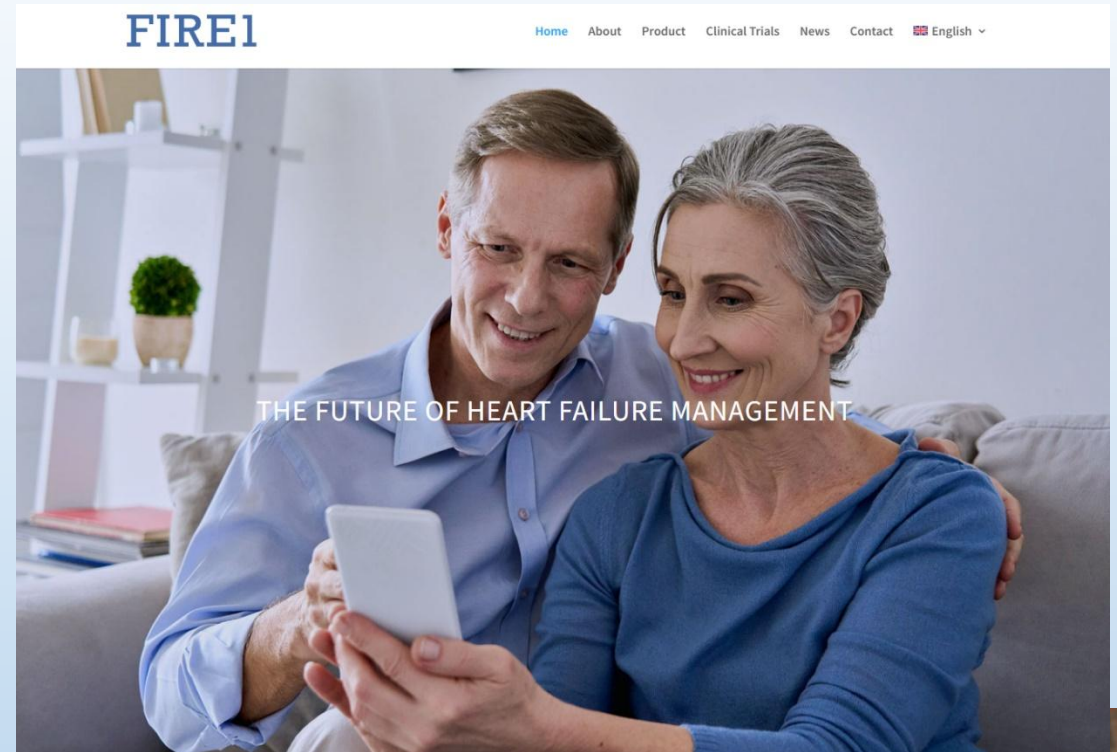 FIRE1
Home About Product Clinical Trials News Contact English
THE FUTURE OF HEART FAILURE MANAGEMENT